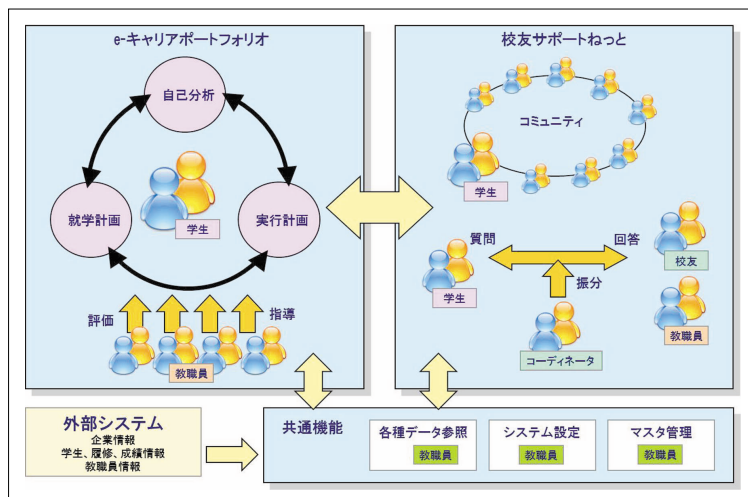 e-キャリアポートフォリオ
自己分析
就学計画
実行計画
学生
評価
指導
教職員
校友サポートねっと
コミュニティ
学生
質問
回答
学生
振分
校友
コーディネータ
教職員
外部システム
企業情報
学生、履修、成績情報
教職員情報
共通機能
各種データ参照
教職員
システム設定
教職員
マスタ管理
教職員